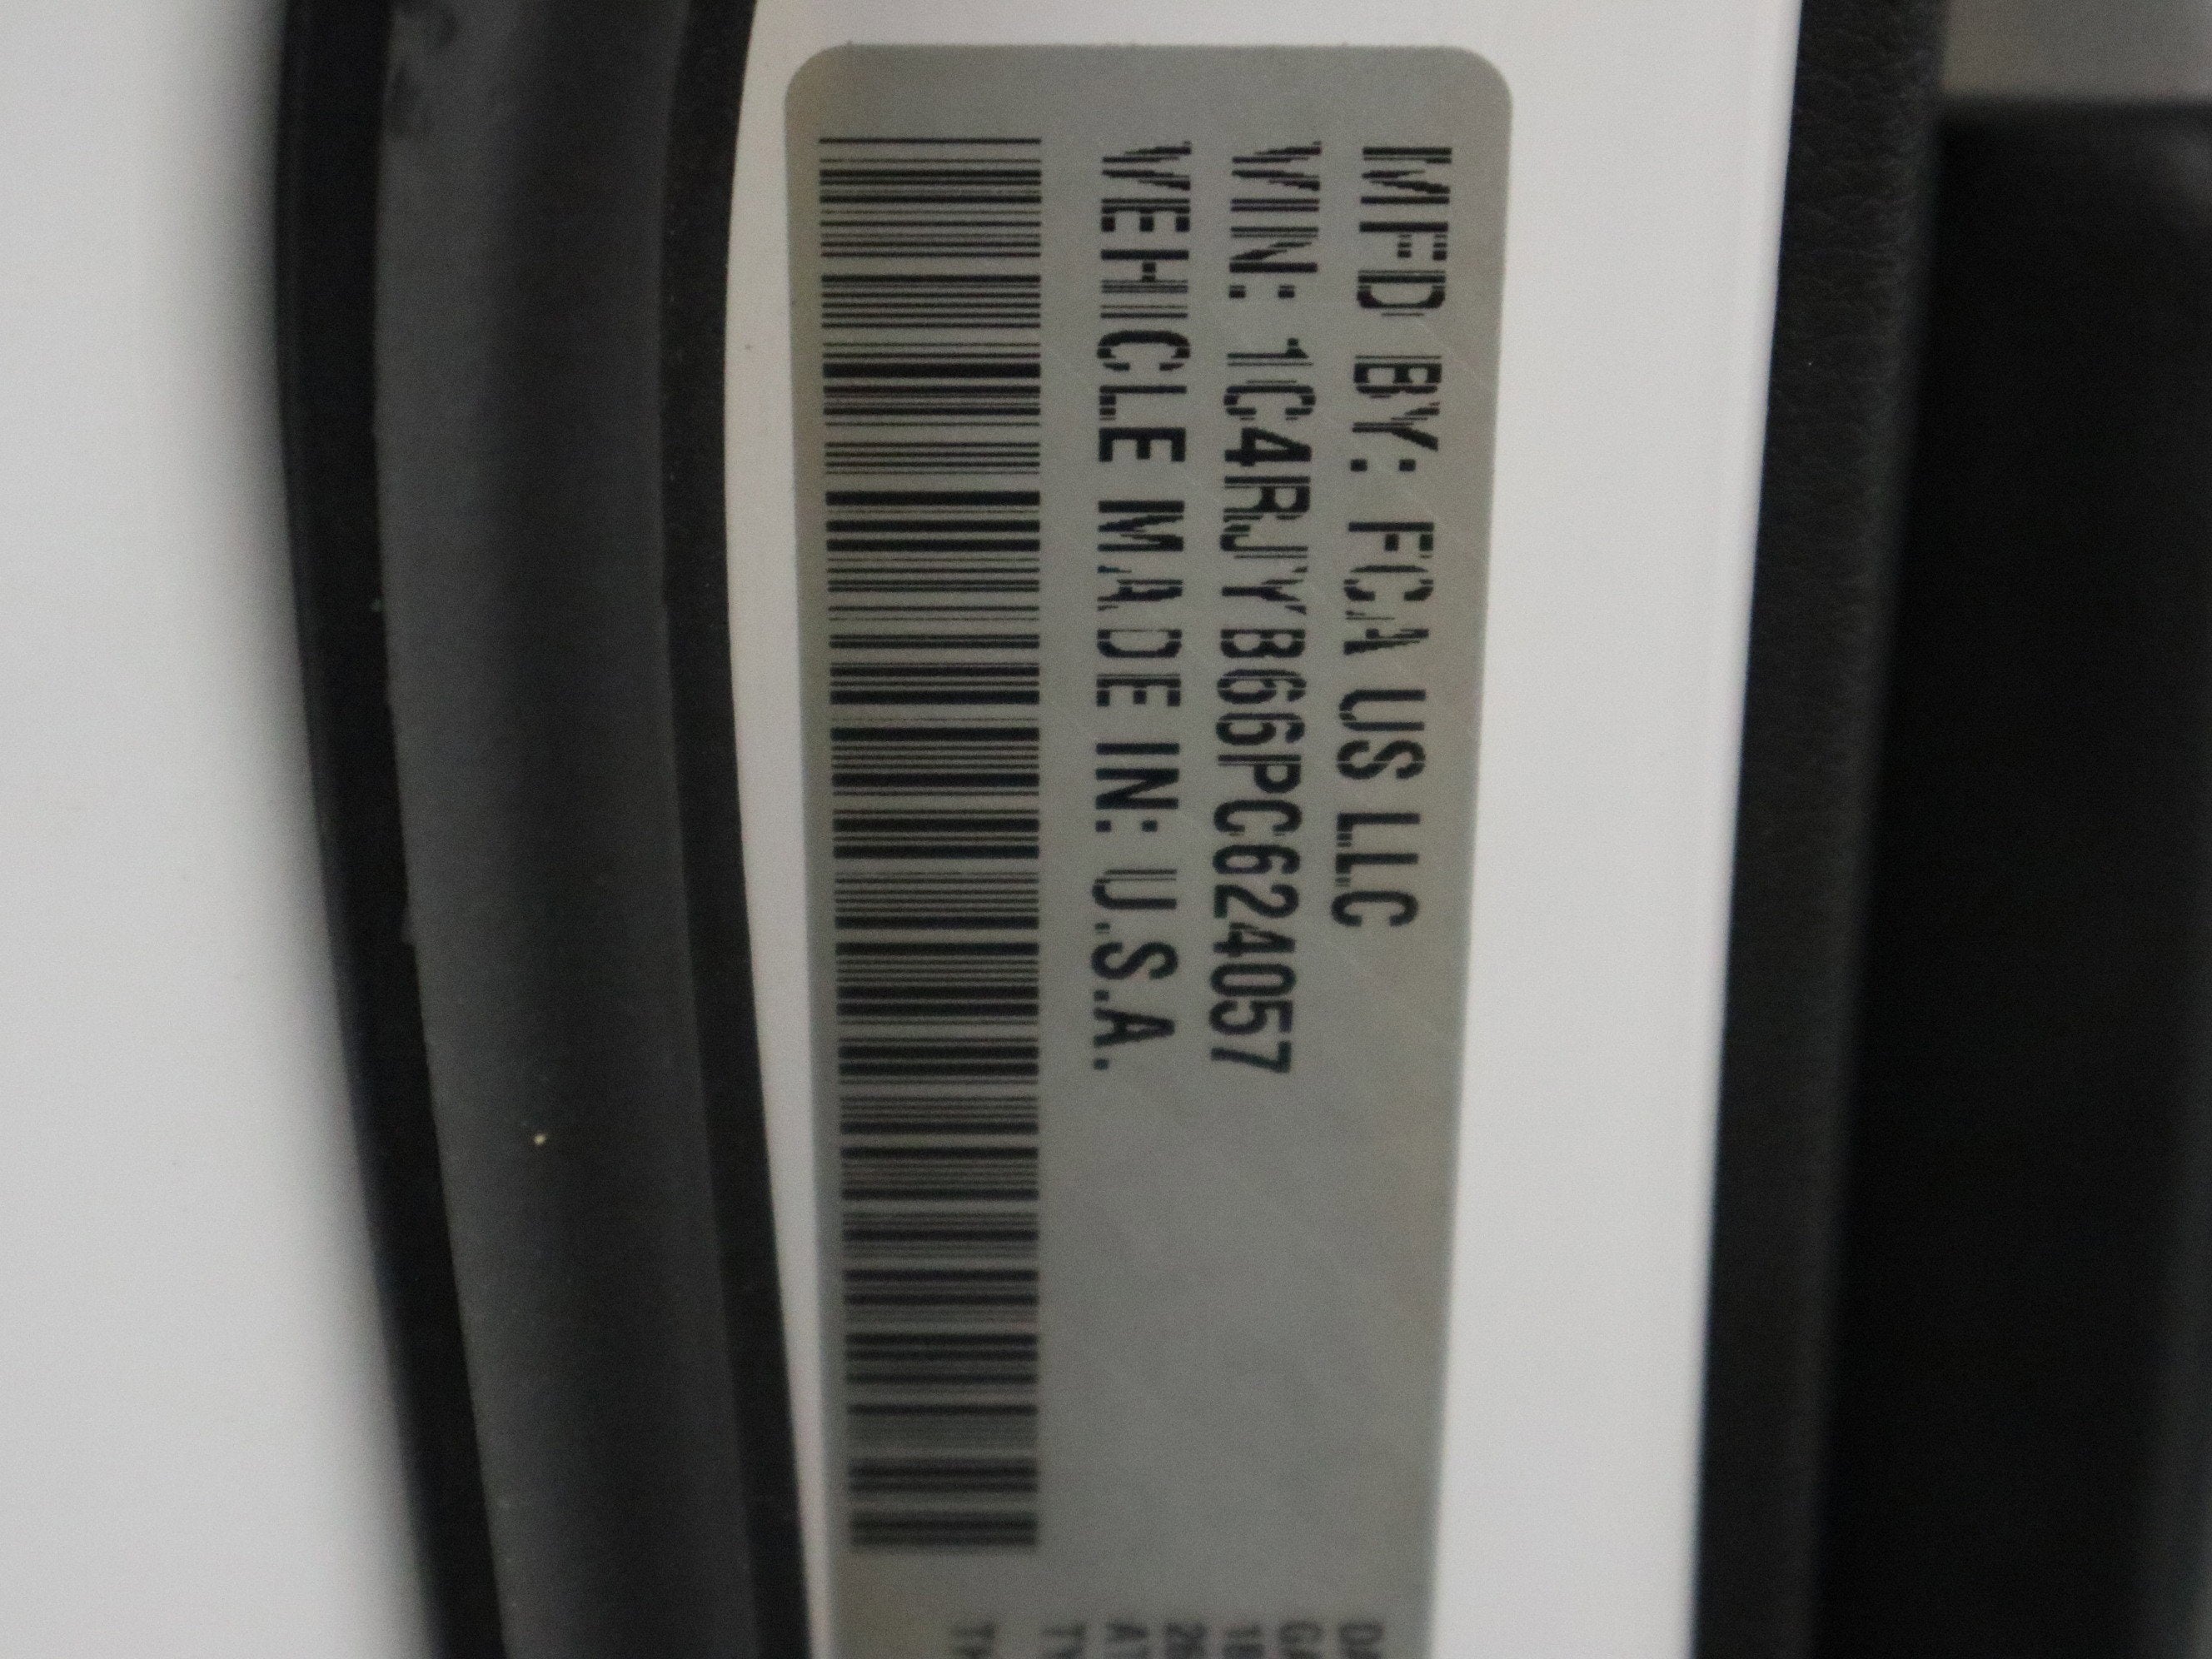 MFD BY: FCA US LLC
VIN: 1C4RJYB66PC624057
VEHICLE MADE IN: U.S.A.